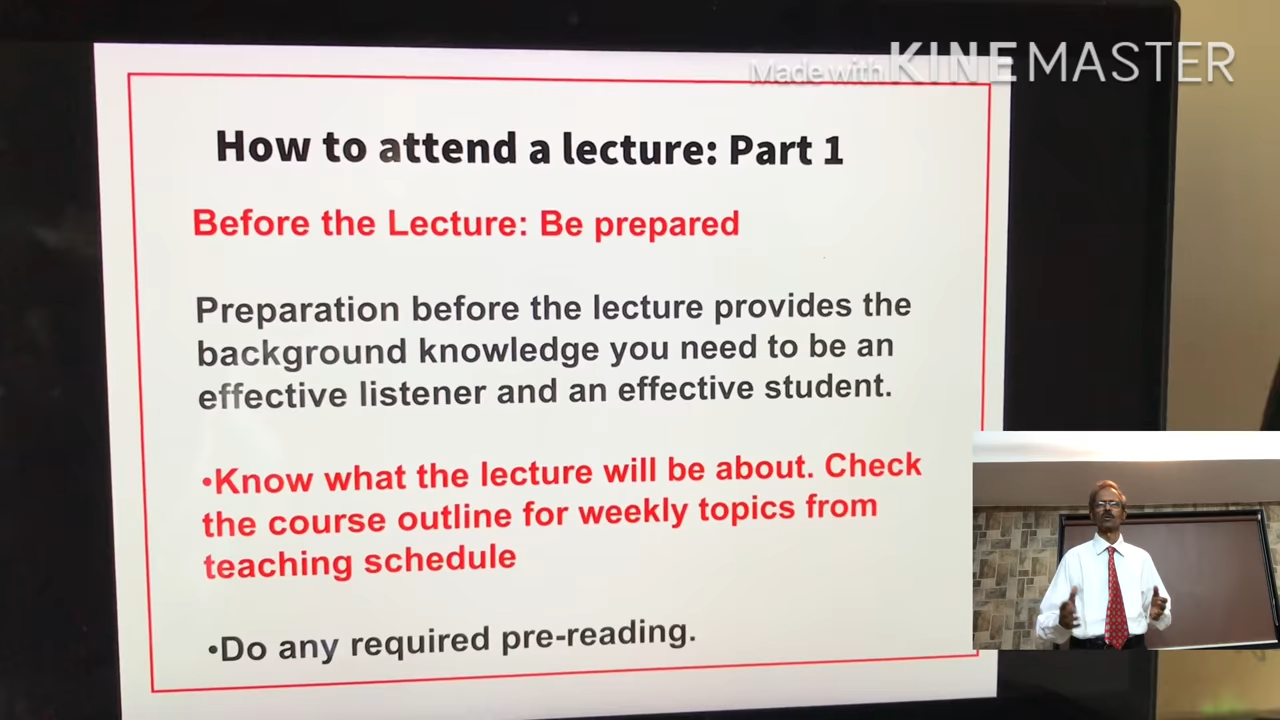 Made with KINEMASTER
How to attend a lecture: Part 1
Before the Lecture: Be prepared
Preparation before the lecture provides the
background knowledge you need to be an
effective listener and an effective student.
•Know what the lecture will be about. Check
the course outline for weekly topics from
teaching schedule
•Do any required pre-reading.